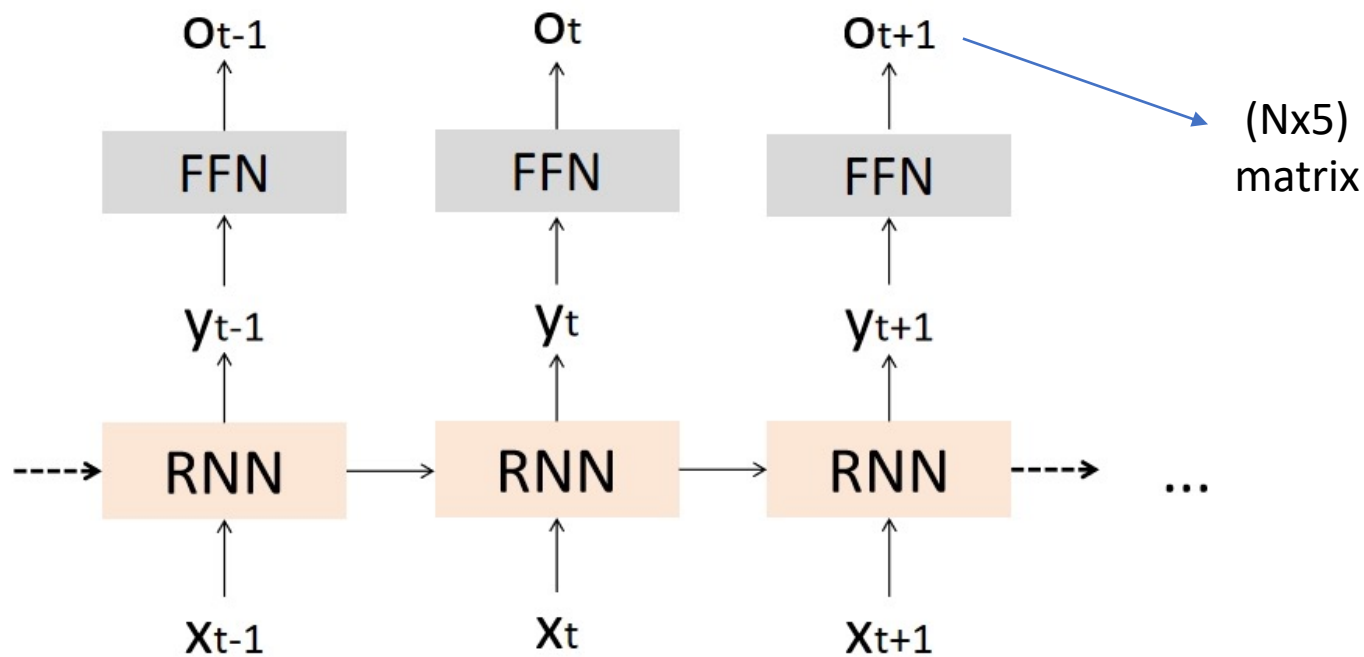 Ot-1 Ot Ot+1
(Nx5)
matrix
FFN FFN FFN
yt-1 yt yt+1
RNN RNN RNN ...
Xt-1 Xt Xt+1